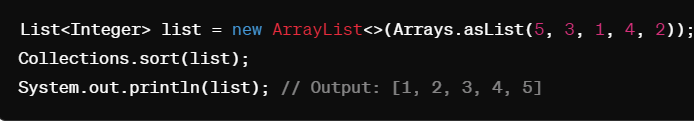 List<Integer> list = new ArrayList<>(Arrays.asList(5, 3, 1, 4, 2));
Collections.sort(list);
System.out.println(list); // Output: [1, 2, 3, 4, 5]